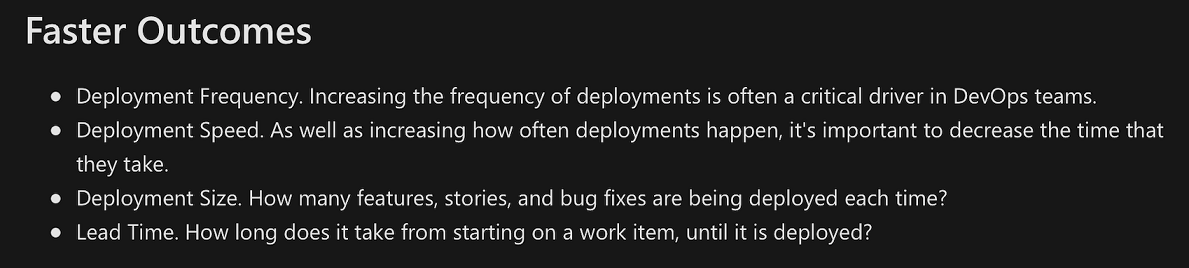 Faster Outcomes
• Deployment Frequency. Increasing the frequency of deployments is often a critical driver in DevOps teams.
• Deployment Speed. As well as increasing how often deployments happen, it's important to decrease the time that
they take.
• Deployment Size. How many features, stories, and bug fixes are being deployed each time?
• Lead Time. How long does it take from starting on a work item, until it is deployed?